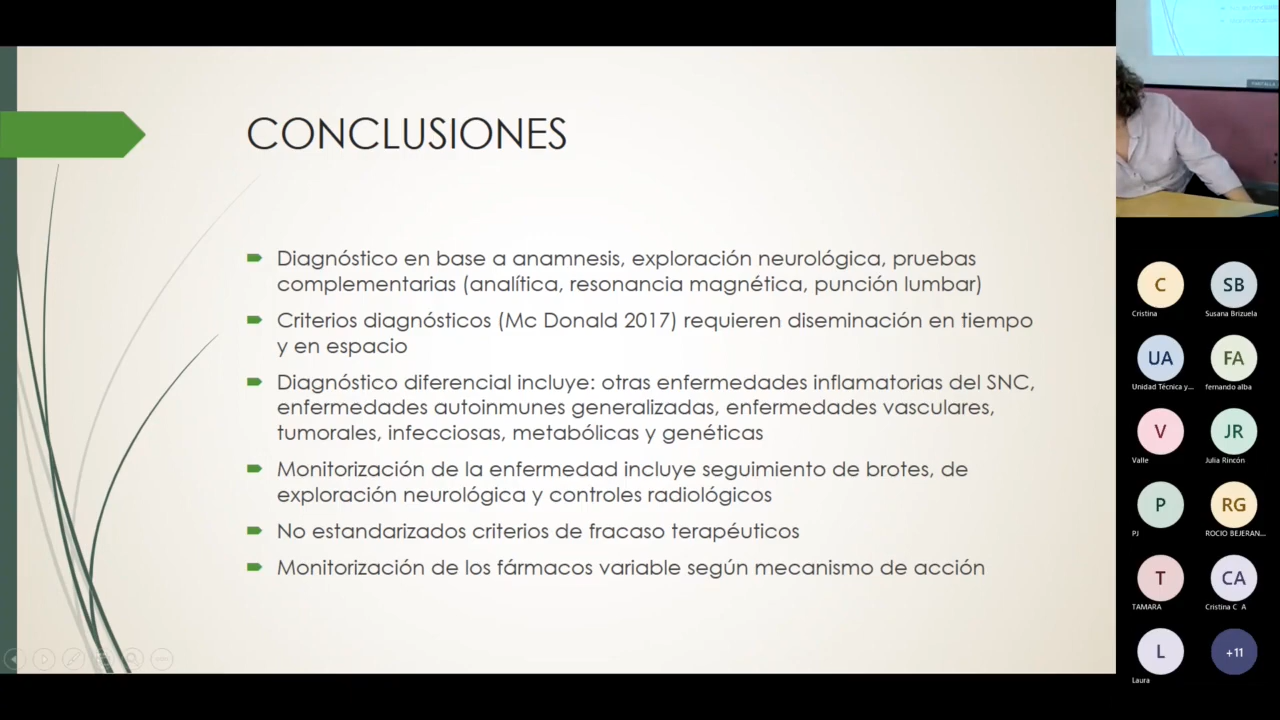 CONCLUSIONES
Diagnóstico en base a anamnesis, exploración neurológica, pruebas
complementarias (analítica, resonancia magnética, punción lumbar)
Criterios diagnósticos (Mc Donald 2017) requieren diseminación en tiempo
y en espacio
Diagnóstico diferencial incluye: otras enfermedades inflamatorias del SNC,
enfermedades autoinmunes generalizadas, enfermedades vasculares,
tumorales, infecciosas, metabólicas y genéticas
Monitorización de la enfermedad incluye seguimiento de brotes, de
exploración neurológica y controles radiológicos
No estandarizados criterios de fracaso terapéuticos
Monitorización de los fármacos variable según mecanismo de acción
C
SB
Cristina
Susana Brizuela
UA
FA
Unidad Técnica y...
fernando alba
V
JR
Valle
Julia Rincón
P
RG
PJ
ROCIO BEJERAN...
T
CA
TAMARA
Cristina C A
L
+11
Laura